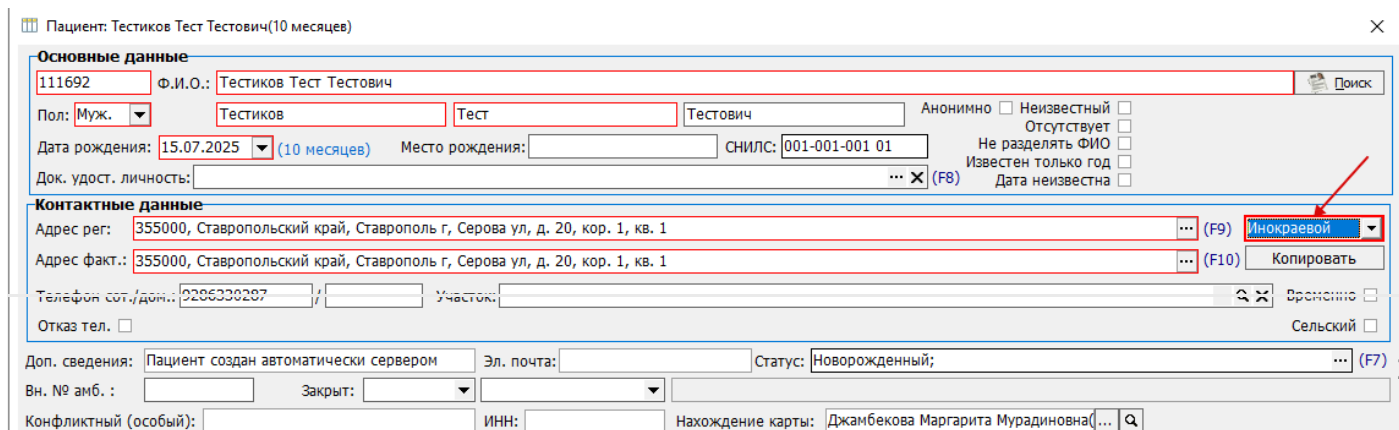 Пациент: Тестиков Тест Тестович(10 месяцев)
Основные данные
111692 Ф.И.О.: Тестиков Тест Тестович Поиск
Пол: Муж. Тестиков Тест Тестович Анонимно Неизвестный
Отсутствует
Не разделять ФИО
Дата рождения: 15.07.2025 (10 месяцев) Место рождения: СНИЛС: 001-001-001 01
Известен только год
Док. удост. личность: ... (F8) Дата неизвестна
Контактные данные
Адрес рег: 355000, Ставропольский край, Ставрополь г, Серова ул, д. 20, кор. 1, кв. 1 ... (F9) Инокраевой
Адрес факт.: 355000, Ставропольский край, Ставрополь г, Серова ул, д. 20, кор. 1, кв. 1 ... (F10) Копировать
Телефон сот./дом.: / Участок: Временно
Отказ тел. Сельский
Доп. сведения: Пациент создан автоматически сервером Эл. почта: Статус: Новорожденный; ... (F7)
Вн. № амб. : Закрыт:
Конфликтный (особый): ИНН: Нахождение карты: Джамбекова Маргарита Мурадиновна( ...